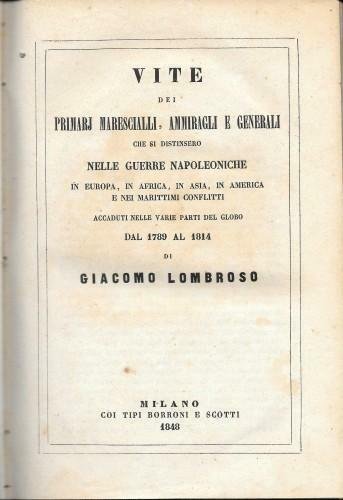 VITE
DEI
PRIMARJ MARESCIALLI, AMMIRAGLI E GENERALI
CHE SI DISTINSERO
NELLE GUERRE NAPOLEONICHE
IN EUROPA, IN AFRICA, IN ASIA, IN AMERICA
E NEI MARITTIMI CONFLITTI
ACCADUTI NELLE VARIE PARTI DEL GLOBO
DAL 1789 AL 1814
DI
GIACOMO LOMBROSO
MILANO
COI TIPI BORRONI E SCOTTI
1843